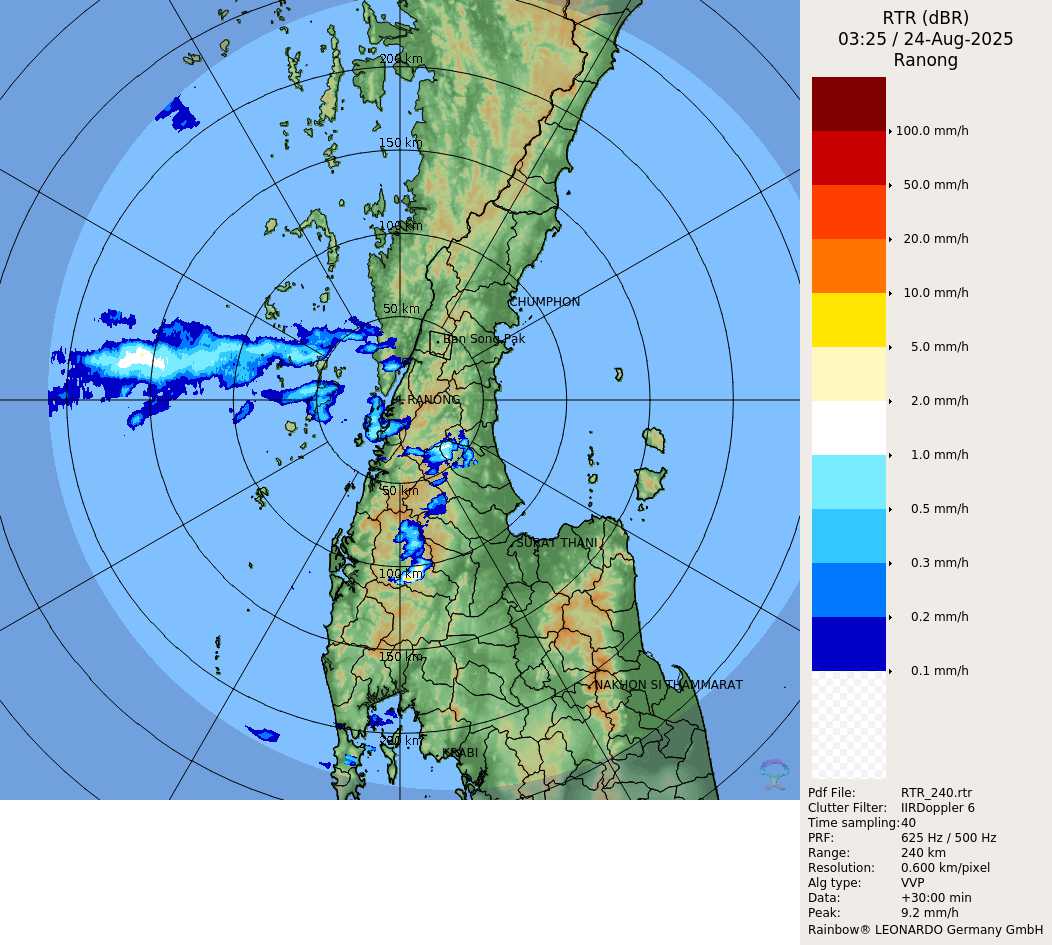 RTR (dBR)
03:25 / 24-Aug-2025
Ranong
200 km
150 km
100 km
50 km
CHUMPHON
Ban Song Pak
RANONG
50 km
SURAT THANI
100 km
150 km
NAKHON SI THAMMARAT
200 km
KRABI
100.0 mm/h
50.0 mm/h
20.0 mm/h
10.0 mm/h
5.0 mm/h
2.0 mm/h
1.0 mm/h
0.5 mm/h
0.3 mm/h
0.2 mm/h
0.1 mm/h
Pdf File: RTR_240.rtr
Clutter Filter: IIRDoppler 6
Time sampling:40
PRF: 625 Hz / 500 Hz
Range: 240 km
Resolution: 0.600 km/pixel
Alg type: VVP
Data: +30:00 min
Peak: 9.2 mm/h
Rainbow® LEONARDO Germany GmbH